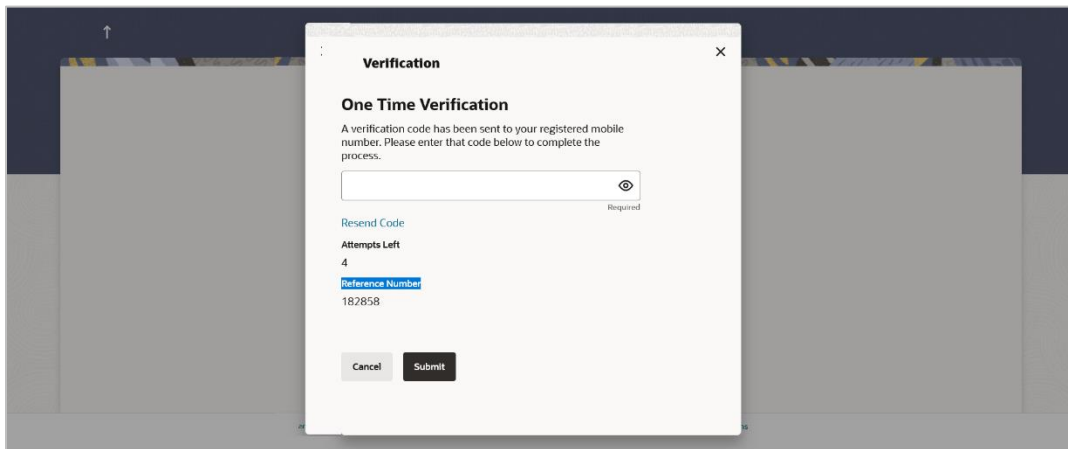 Verification
One Time Verification
A verification code has been sent to your registered mobile
number. Please enter that code below to complete the
process.
Required
Resend Code
Attempts Left
4
Reference Number
182858
Cancel Submit